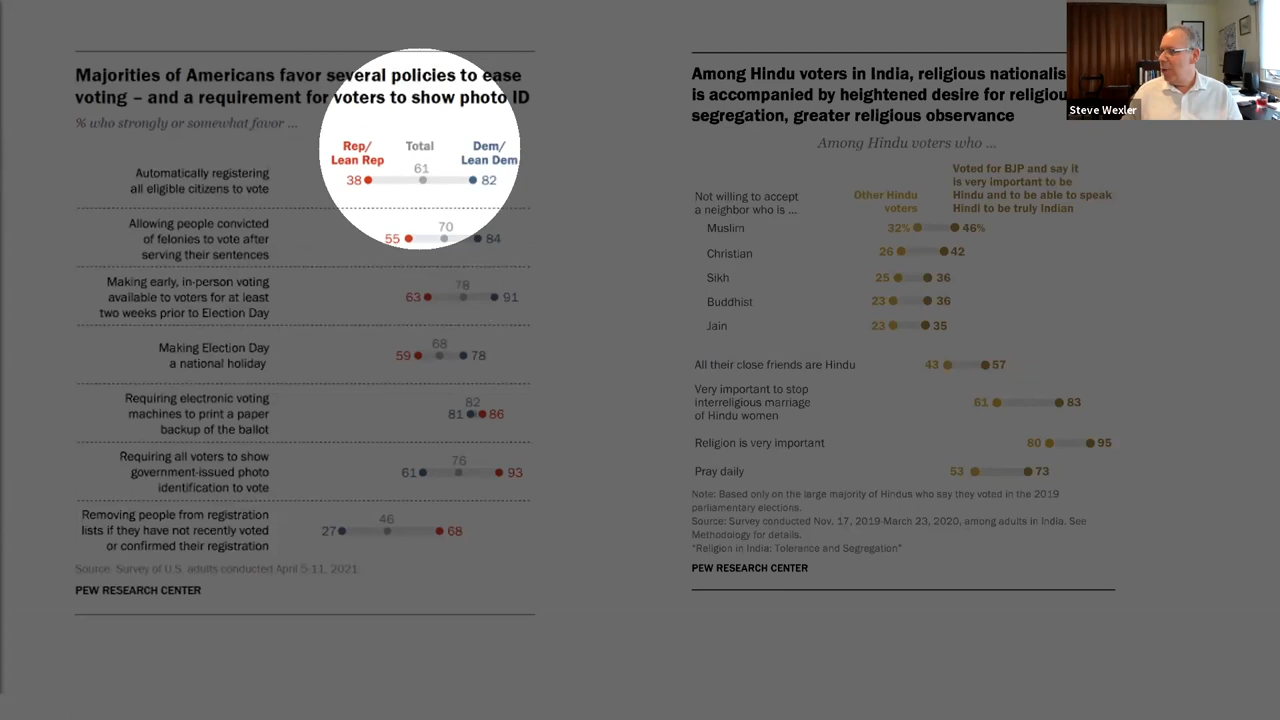 Majorities of Americans favor several policies to ease
voting – and a requirement for voters to show photo ID
% who strongly or somewhat favor ...
Rep/
Lean Rep
Total
Dem/
Lean Dem
Automatically registering
all eligible citizens to vote
38
61
82
Allowing people convicted
of felonies to vote after
serving their sentences
55
70
84
Making early, in-person voting
available to voters for at least
two weeks prior to Election Day
63
78
91
Making Election Day
a national holiday
59
68
78
Requiring electronic voting
machines to print a paper
backup of the ballot
81
82
86
Requiring all voters to show
government-issued photo
identification to vote
61
76
93
Removing people from registration
lists if they have not recently voted
or confirmed their registration
27
46
68
Source: Survey of U.S. adults conducted April 5-11, 2021.
PEW RESEARCH CENTER
Among Hindu voters in India, religious nationalis
is accompanied by heightened desire for religiou
segregation, greater religious observance
Among Hindu voters who ...
Not willing to accept
a neighbor who is ...
Other Hindu
voters
Voted for BJP and say it
is very important to be
Hindu and to be able to speak
Hindi to be truly Indian
Muslim 32% 46%
Christian 26 42
Sikh 25 36
Buddhist 23 36
Jain 23 35
All their close friends are Hindu 43 57
Very important to stop
interreligious marriage
of Hindu women
61 83
Religion is very important 80 95
Pray daily 53 73
Note: Based only on the large majority of Hindus who say they voted in the 2019
parliamentary elections.
Source: Survey conducted Nov. 17, 2019-March 23, 2020, among adults in India. See
Methodology for details.
"Religion in India: Tolerance and Segregation"
PEW RESEARCH CENTER
Steve Wexler